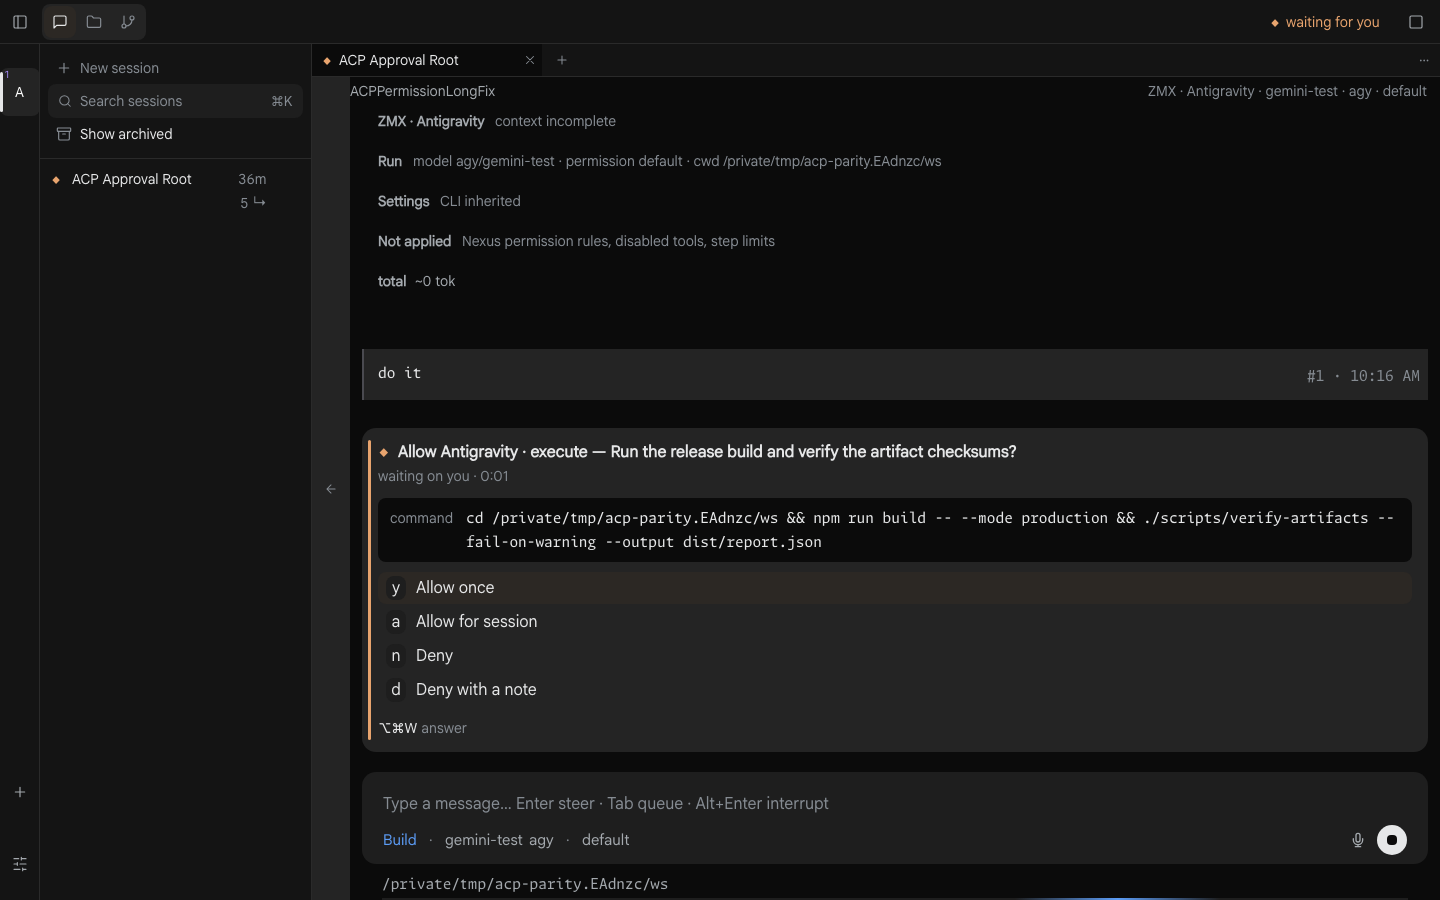 waiting for you
1
A
New session
Search sessions ⌘K
Show archived
ACP Approval Root 36m
5
ACP Approval Root
ACPPermissionLongFix
ZMX · Antigravity · gemini-test · agy · default
ZMX · Antigravity context incomplete
Run model agy/gemini-test · permission default · cwd /private/tmp/acp-parity.EAdnzc/ws
Settings CLI inherited
Not applied Nexus permission rules, disabled tools, step limits
total ~0 tok
do it
#1 · 10:16 AM
Allow Antigravity · execute — Run the release build and verify the artifact checksums?
waiting on you · 0:01
command cd /private/tmp/acp-parity.EAdnzc/ws && npm run build -- --mode production && ./scripts/verify-artifacts --
fail-on-warning --output dist/report.json
y Allow once
a Allow for session
n Deny
d Deny with a note
⌥⌘W answer
Type a message... Enter steer · Tab queue · Alt+Enter interrupt
Build · gemini-test agy · default
/private/tmp/acp-parity.EAdnzc/ws